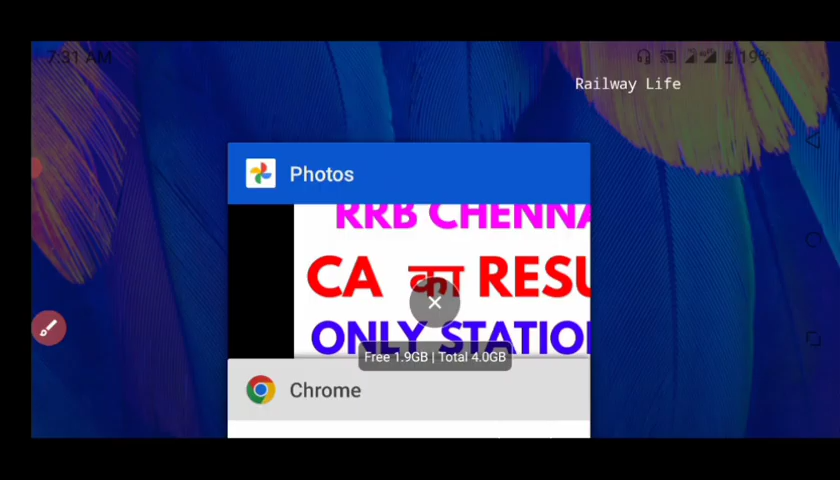 7:31 AM
19%
Railway Life
Photos
RRB CHENNA
CA का RESU
ONLY STATIO
Free 1.9GB | Total 4.0GB
Chrome